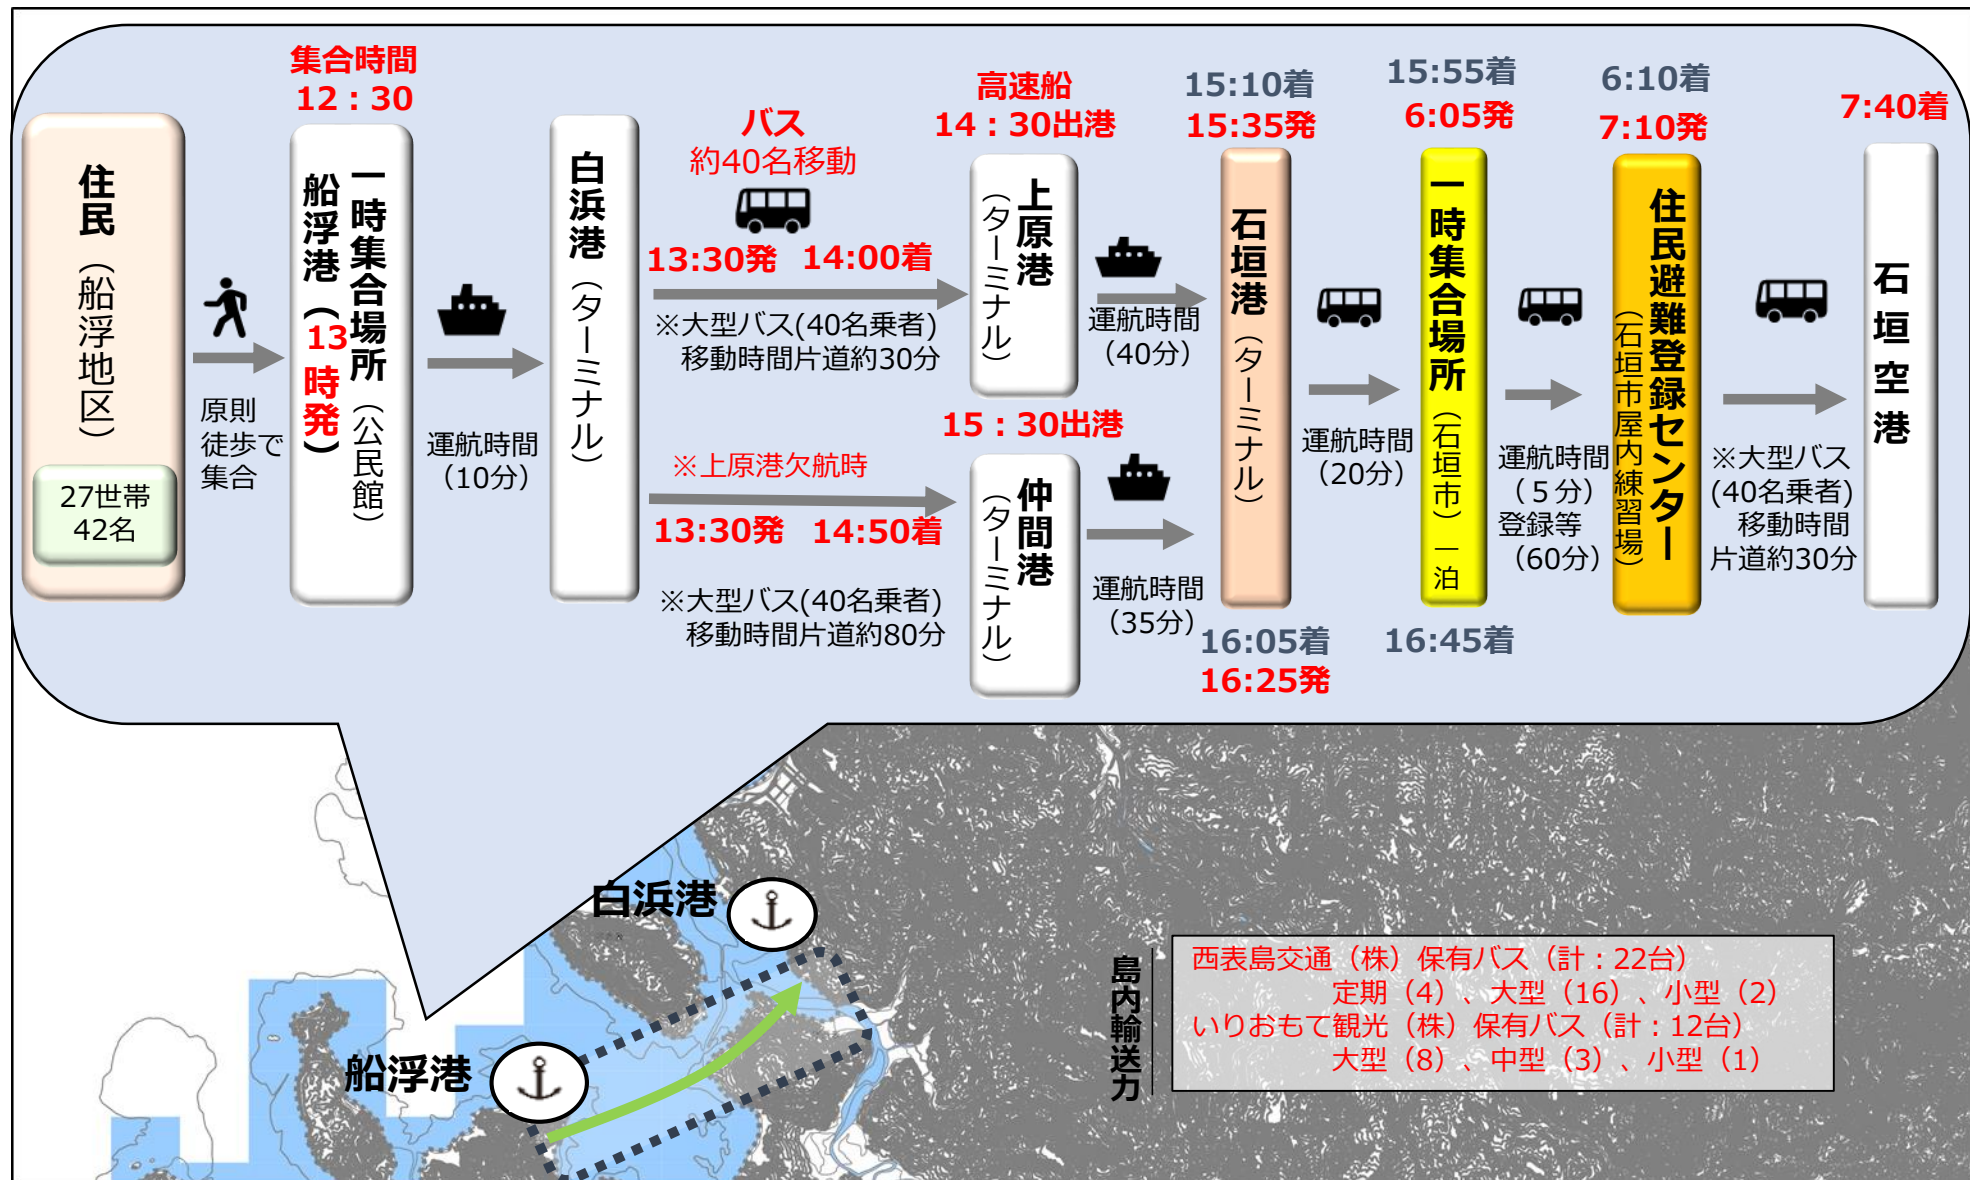 集合時間
12：30
住民（船浮地区）
27世帯
42名
原則
徒歩で
集合
一時集合場所（公民館）
船浮港（13時発）
運航時間
（10分）
白浜港（ターミナル）
バス
約40名移動
13:30発　14:00着
※大型バス(40名乗者)
移動時間片道約30分
※上原港欠航時
13:30発　14:50着
※大型バス(40名乗者)
移動時間片道約80分
高速船
14：30出港
上原港
（ターミナル）
運航時間
（40分）
15：30出港
仲間港
（ターミナル）
運航時間
（35分）
15:10着
15:35発
石垣港（ターミナル）
16:05着
16:25発
運航時間
（20分）
15:55着
6:05発
一時集合場所（石垣市）一泊
16:45着
運航時間
（５分）
登録等
（60分）
6:10着
7:10発
住民避難登録センター
（石垣市屋内練習場）
※大型バス
(40名乗者)
移動時間
片道約30分
7:40着
石垣空港
白浜港
船浮港
島内輸送力
西表島交通（株）保有バス（計：22台）
定期（4）、大型（16）、小型（2）
いりおもて観光（株）保有バス（計：12台）
大型（8）、中型（3）、小型（1）